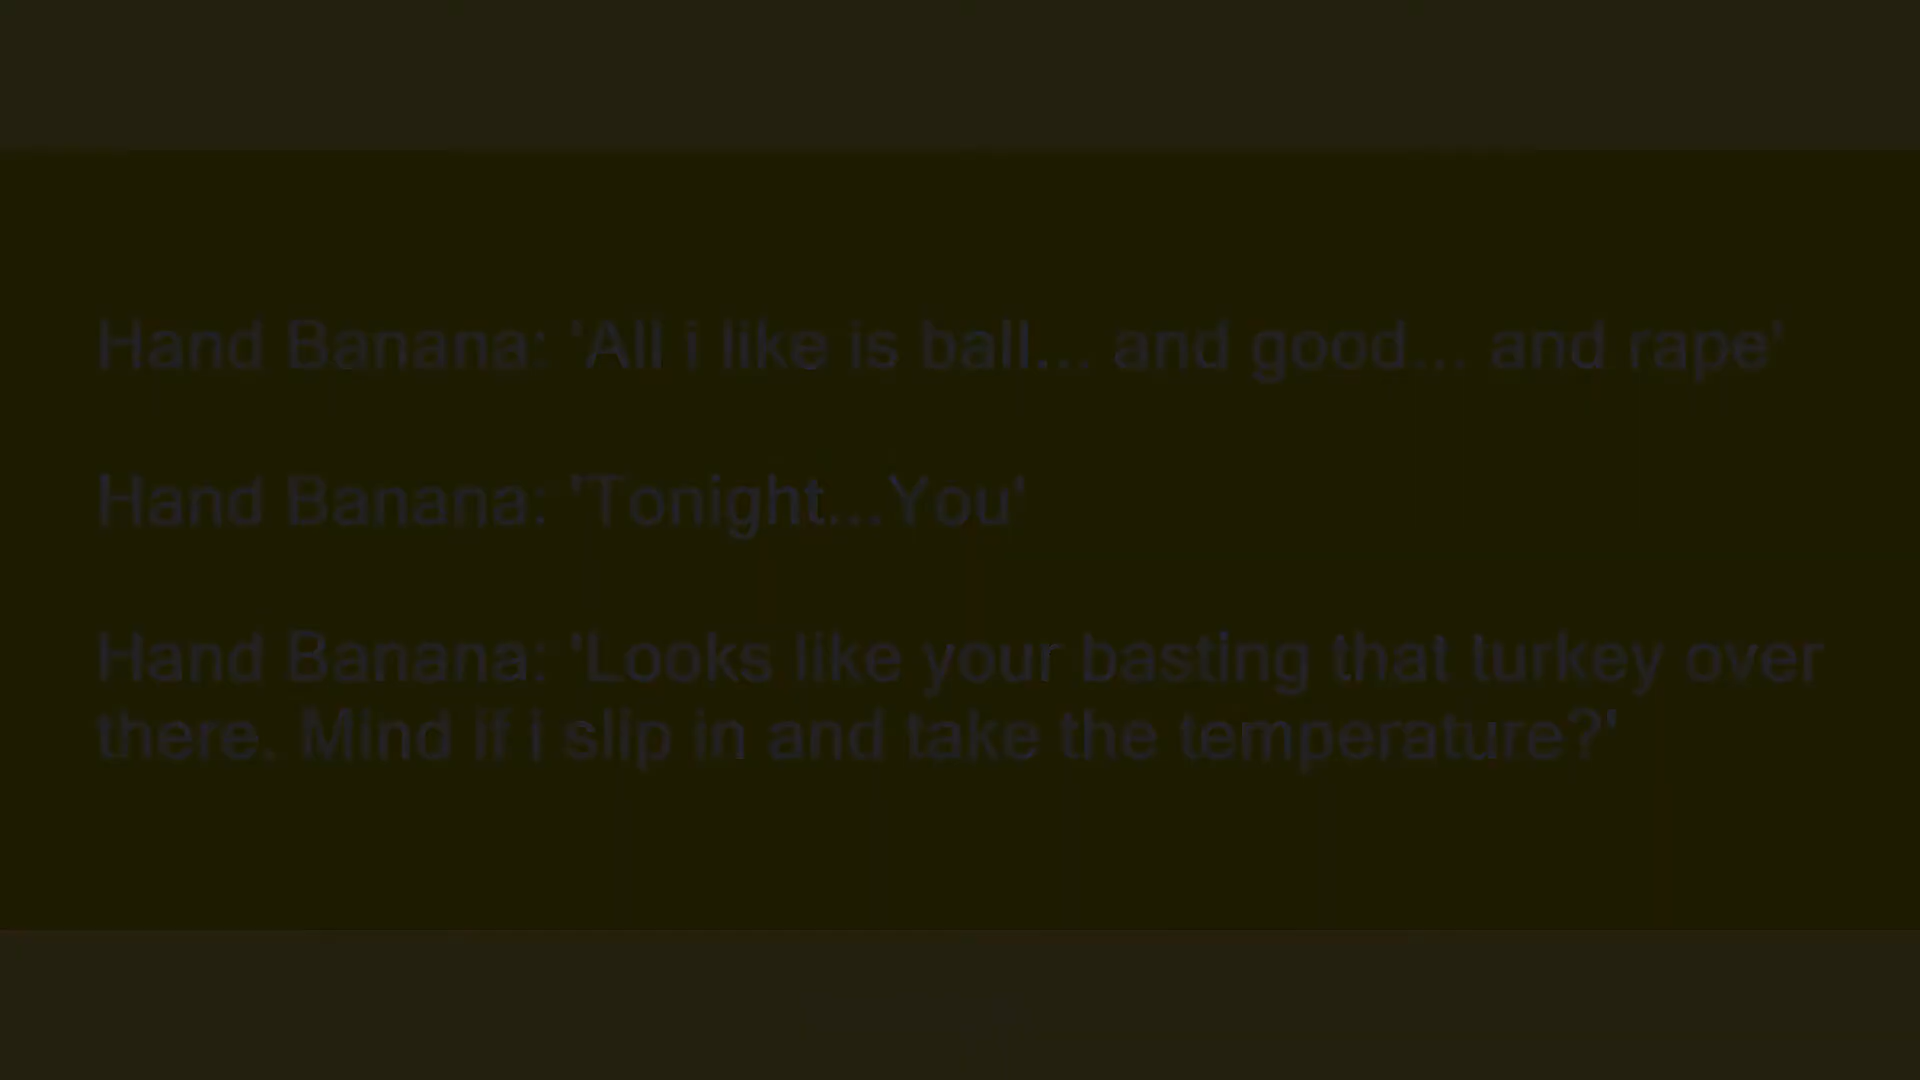 Hand Banana: 'All i like is ball... and good... and rape'
Hand Banana: 'Tonight...You'
Hand Banana: 'Looks like your basting that turkey over
there. Mind if i slip in and take the temperature?'